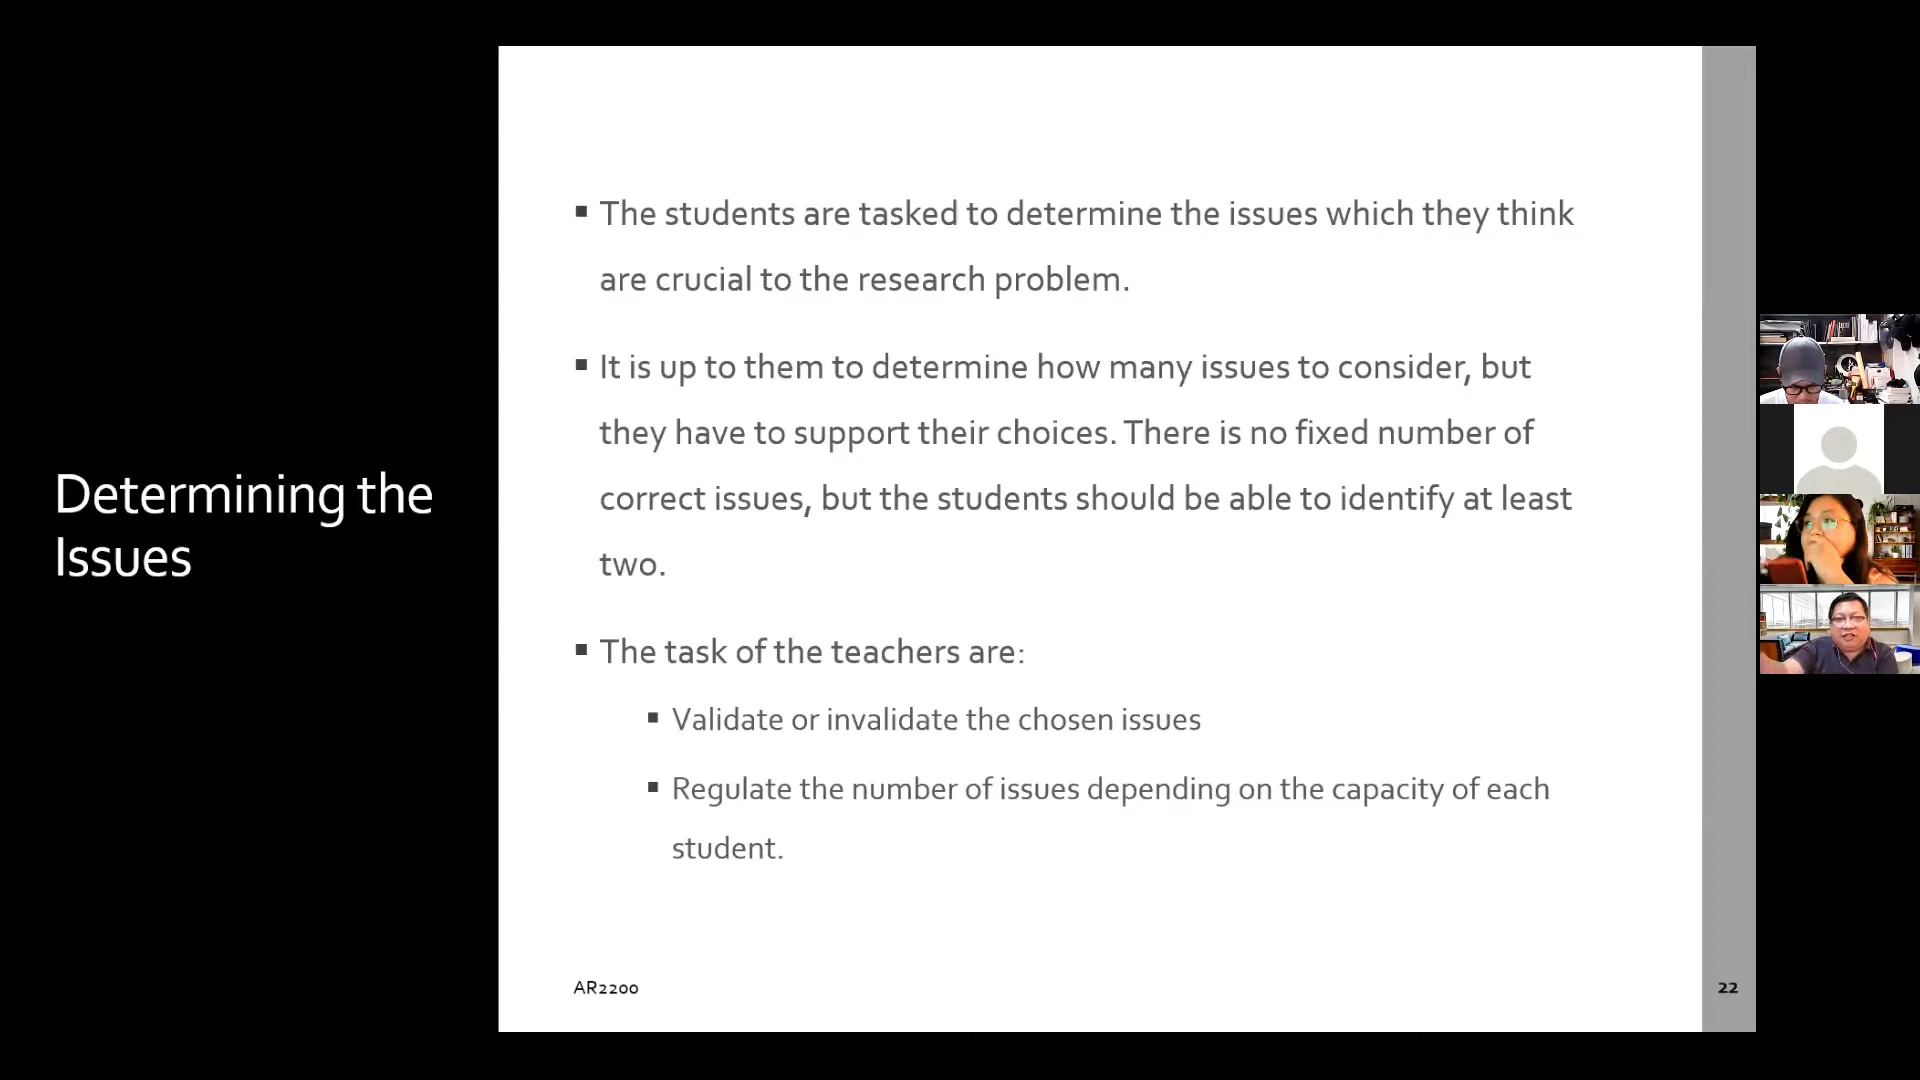 Determining the
Issues
▪ The students are tasked to determine the issues which they think
are crucial to the research problem.
▪ It is up to them to determine how many issues to consider, but
they have to support their choices. There is no fixed number of
correct issues, but the students should be able to identify at least
two.
▪ The task of the teachers are:
▪ Validate or invalidate the chosen issues
▪ Regulate the number of issues depending on the capacity of each
student.
AR2200
22